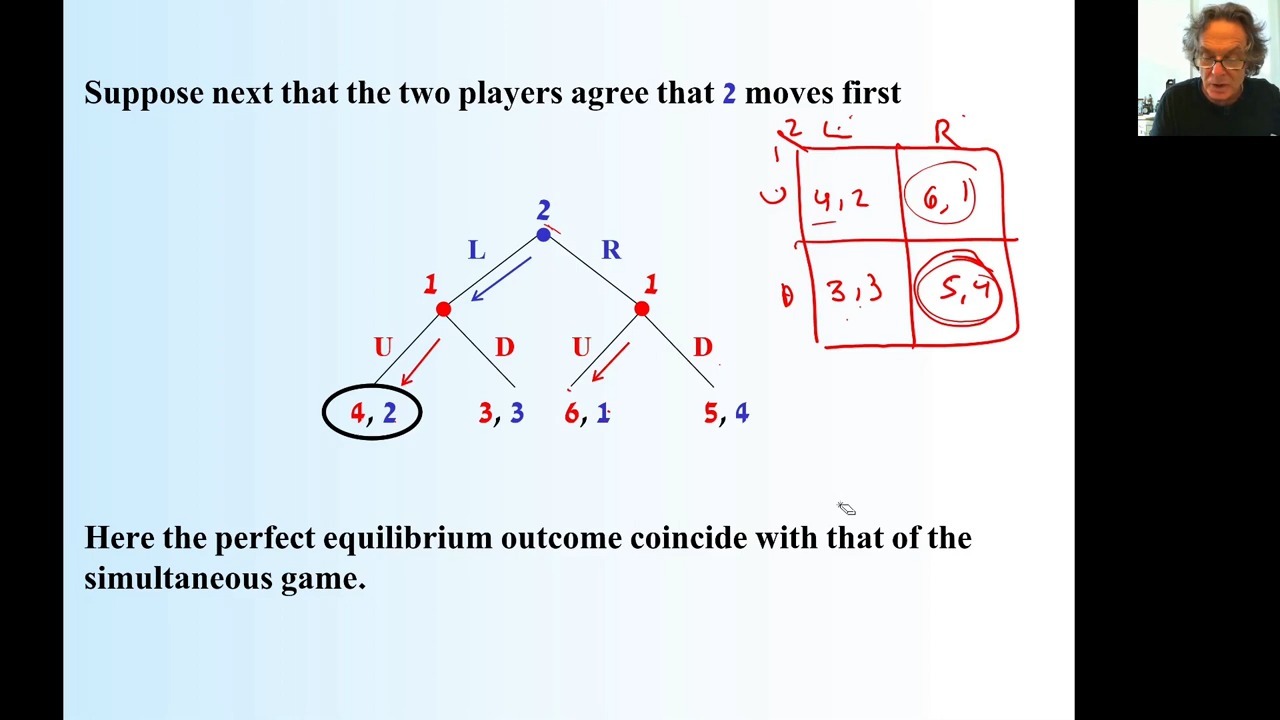 Suppose next that the two players agree that 2 moves first
2 L R
1
U 4, 2 6, 1
D 3, 3 5, 4
2
L R
1 1
U D U D
4, 2 3, 3 6, 1 5, 4
Here the perfect equilibrium outcome coincide with that of the
simultaneous game.